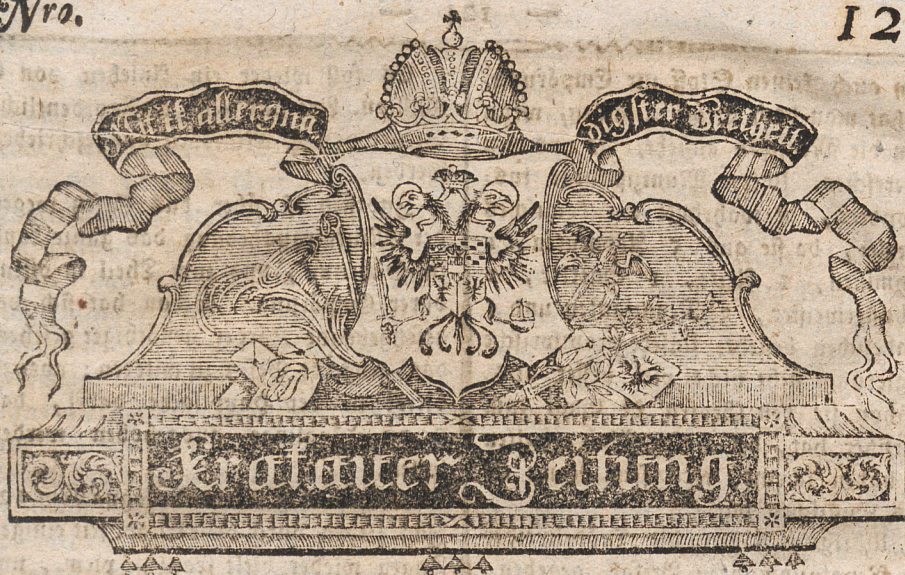 Nro.
12
Mit k. allergnä-
digster Freiheit
Krakauer Zeitung.